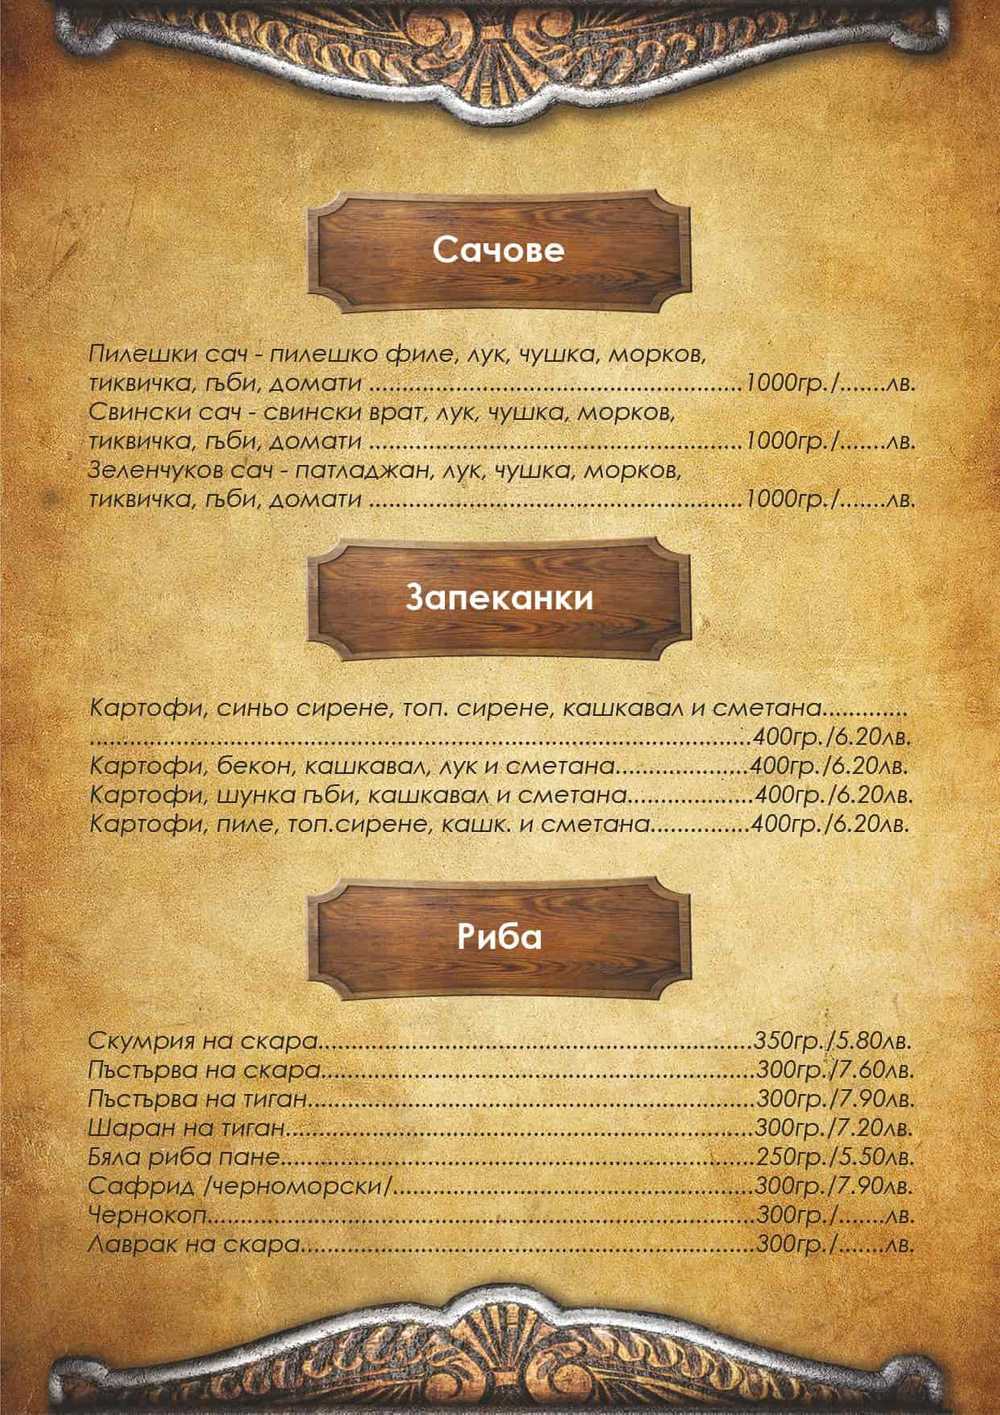 Сачове
Пилешки сач - пилешко филе, лук, чушка, морков,
тиквичка, гъби, домати ......................................................1000гр./.......лв.
Свински сач - свински врат, лук, чушка, морков,
тиквичка, гъби, домати ......................................................1000гр./.......лв.
Зеленчуков сач - патладжан, лук, чушка, морков,
тиквичка, гъби, домати ......................................................1000гр./.......лв.
Запеканки
Картофи, синьо сирене, топ. сирене, кашкавал и сметана.............
................................................................................................400гр./6.20лв.
Картофи, бекон, кашкавал, лук и сметана....................400гр./6.20лв.
Картофи, шунка гъби, кашкавал и сметана...................400гр./6.20лв.
Картофи, пиле, топ.сирене, кашк. и сметана...............400гр./6.20лв.
Риба
Скумрия на скара...............................................................350гр./5.80лв.
Пъстърва на скара...............................................................300гр./7.60лв.
Пъстърва на тиган.................................................................300гр./7.90лв.
Шаран на тиган....................................................................300гр./7.20лв.
Бяла риба пане.....................................................................250гр./5.50лв.
Сафрид /черноморски/.....................................................300гр./7.90лв.
Чернокоп................................................................................300гр./.......лв.
Лаврак на скара..................................................................300гр./.......лв.